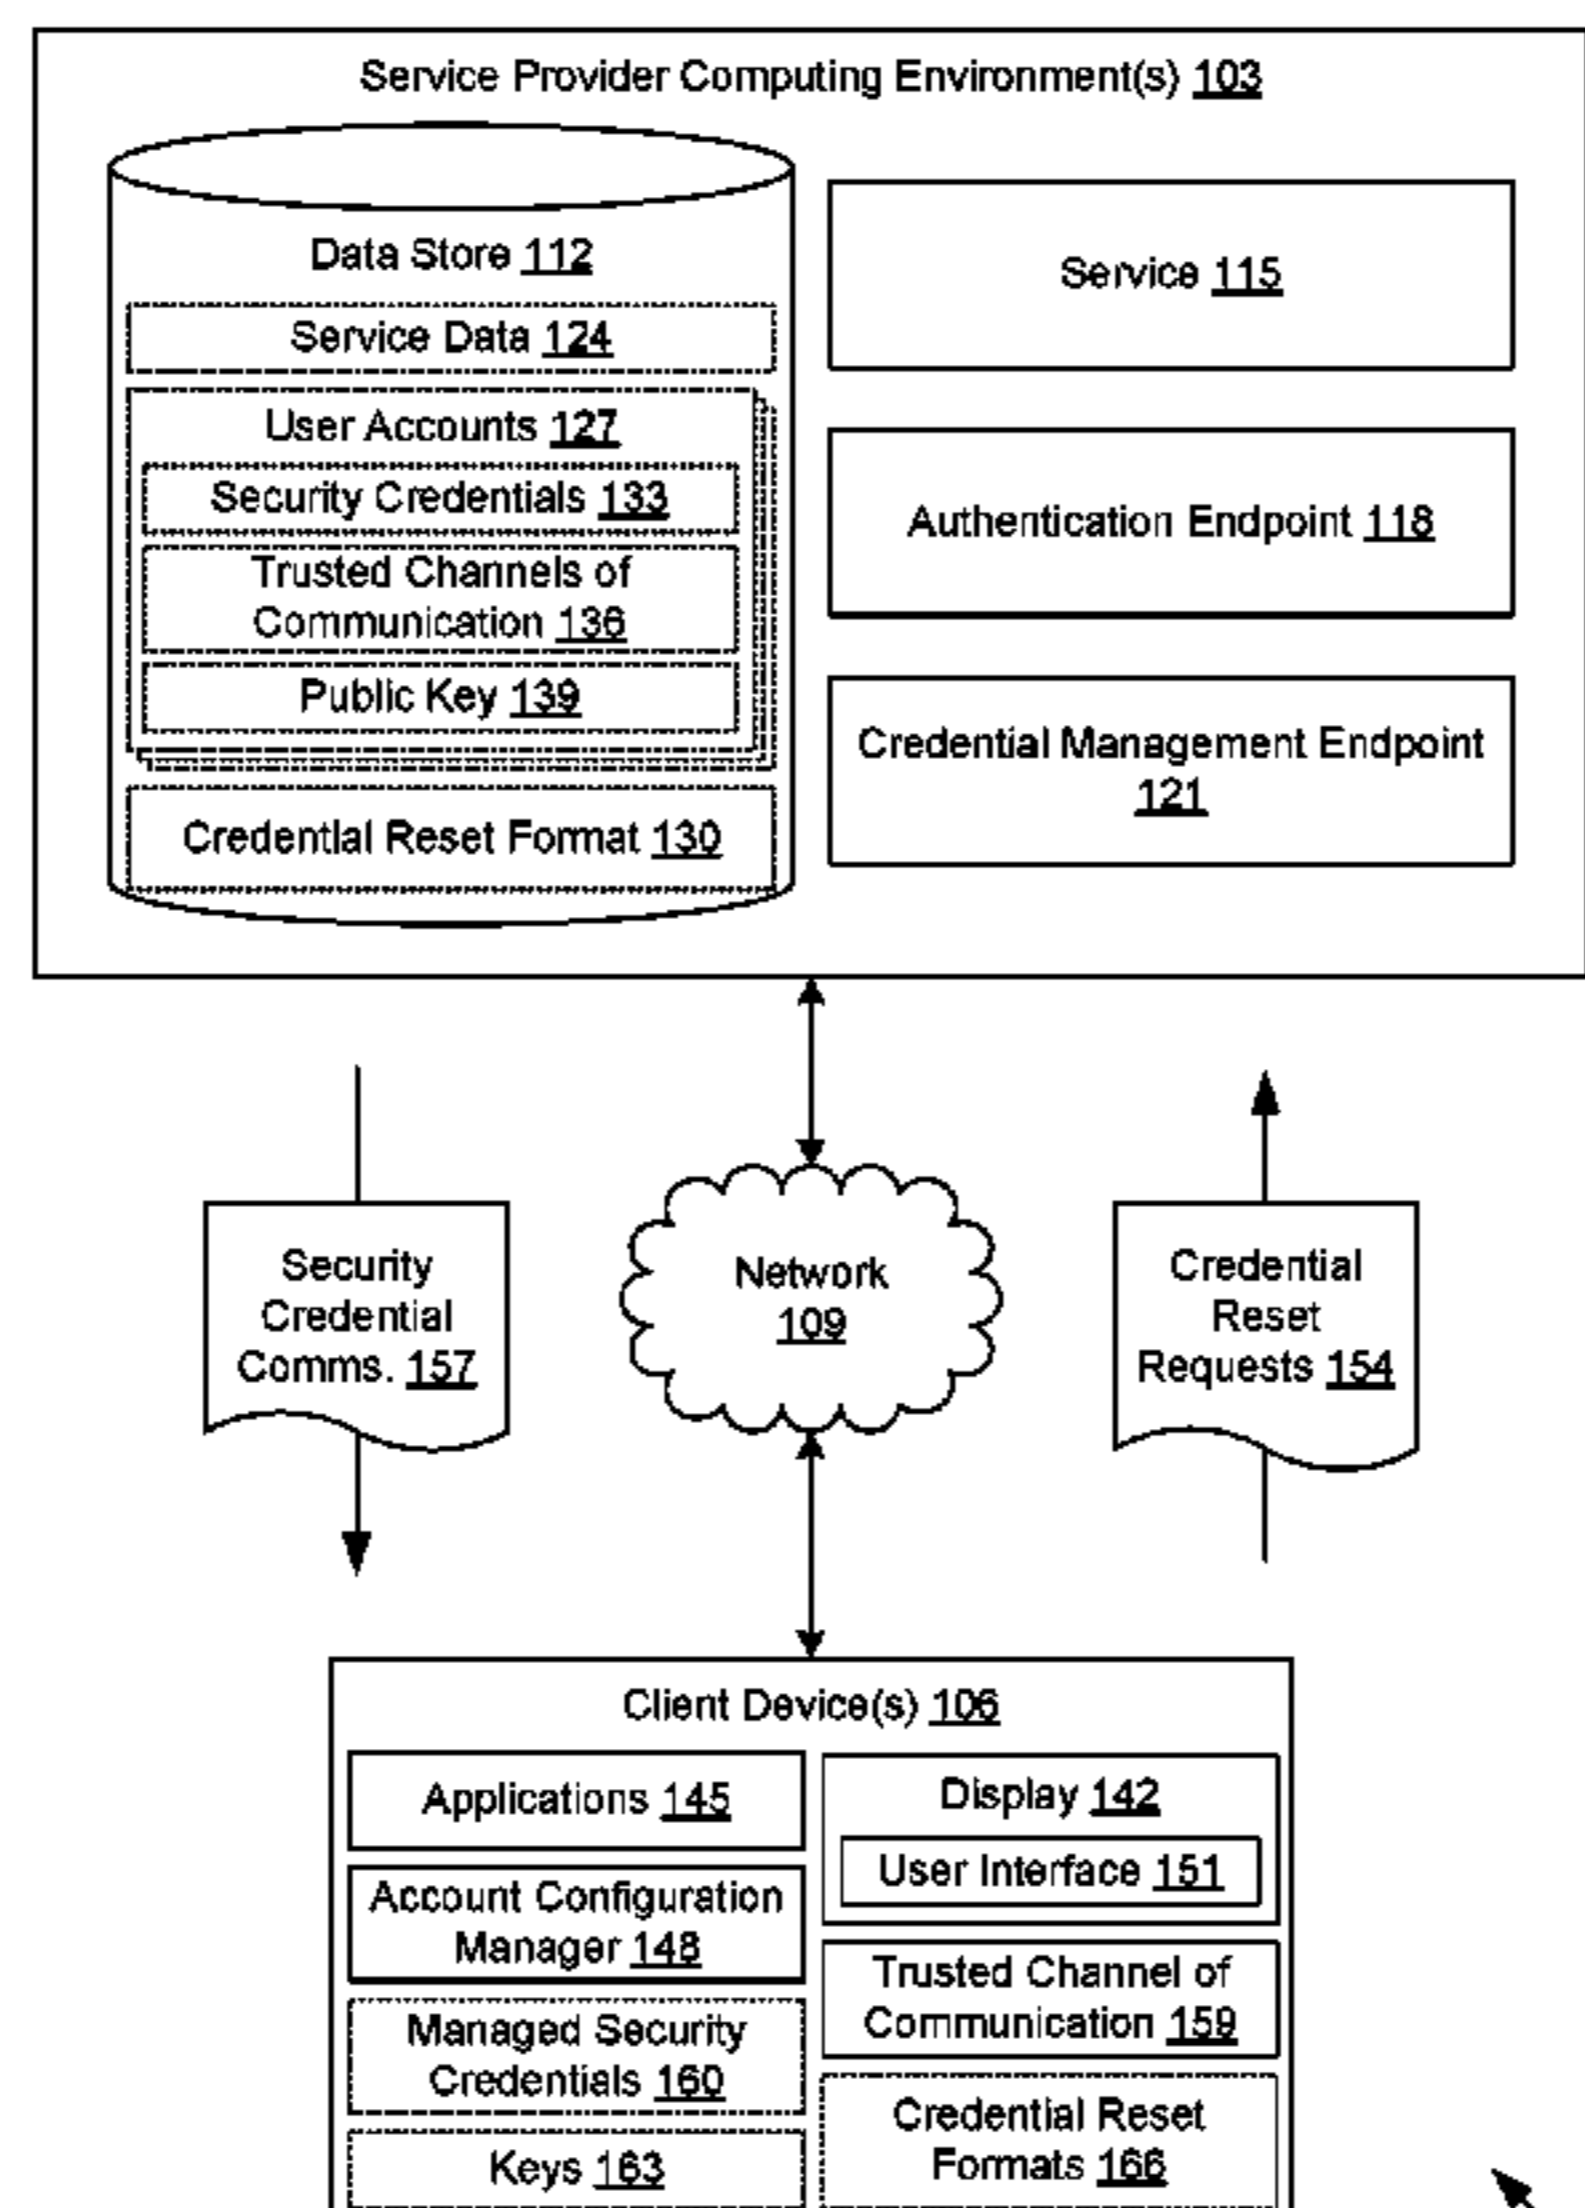 Service Provider Computing Environment(s) 103
Data Store 112
Service Data 124
User Accounts 127
Security Credentials 133
Trusted Channels of
Communication 136
Public Key 139
Credential Reset Format 130
Service 115
Authentication Endpoint 118
Credential Management Endpoint
121
Security
Credential
Comms. 157
Network
109
Credential
Reset
Requests 154
Client Device(s) 106
Applications 145
Account Configuration
Manager 148
Managed Security
Credentials 160
Keys 163
Display 142
User Interface 151
Trusted Channel of
Communication 159
Credential Reset
Formats 166